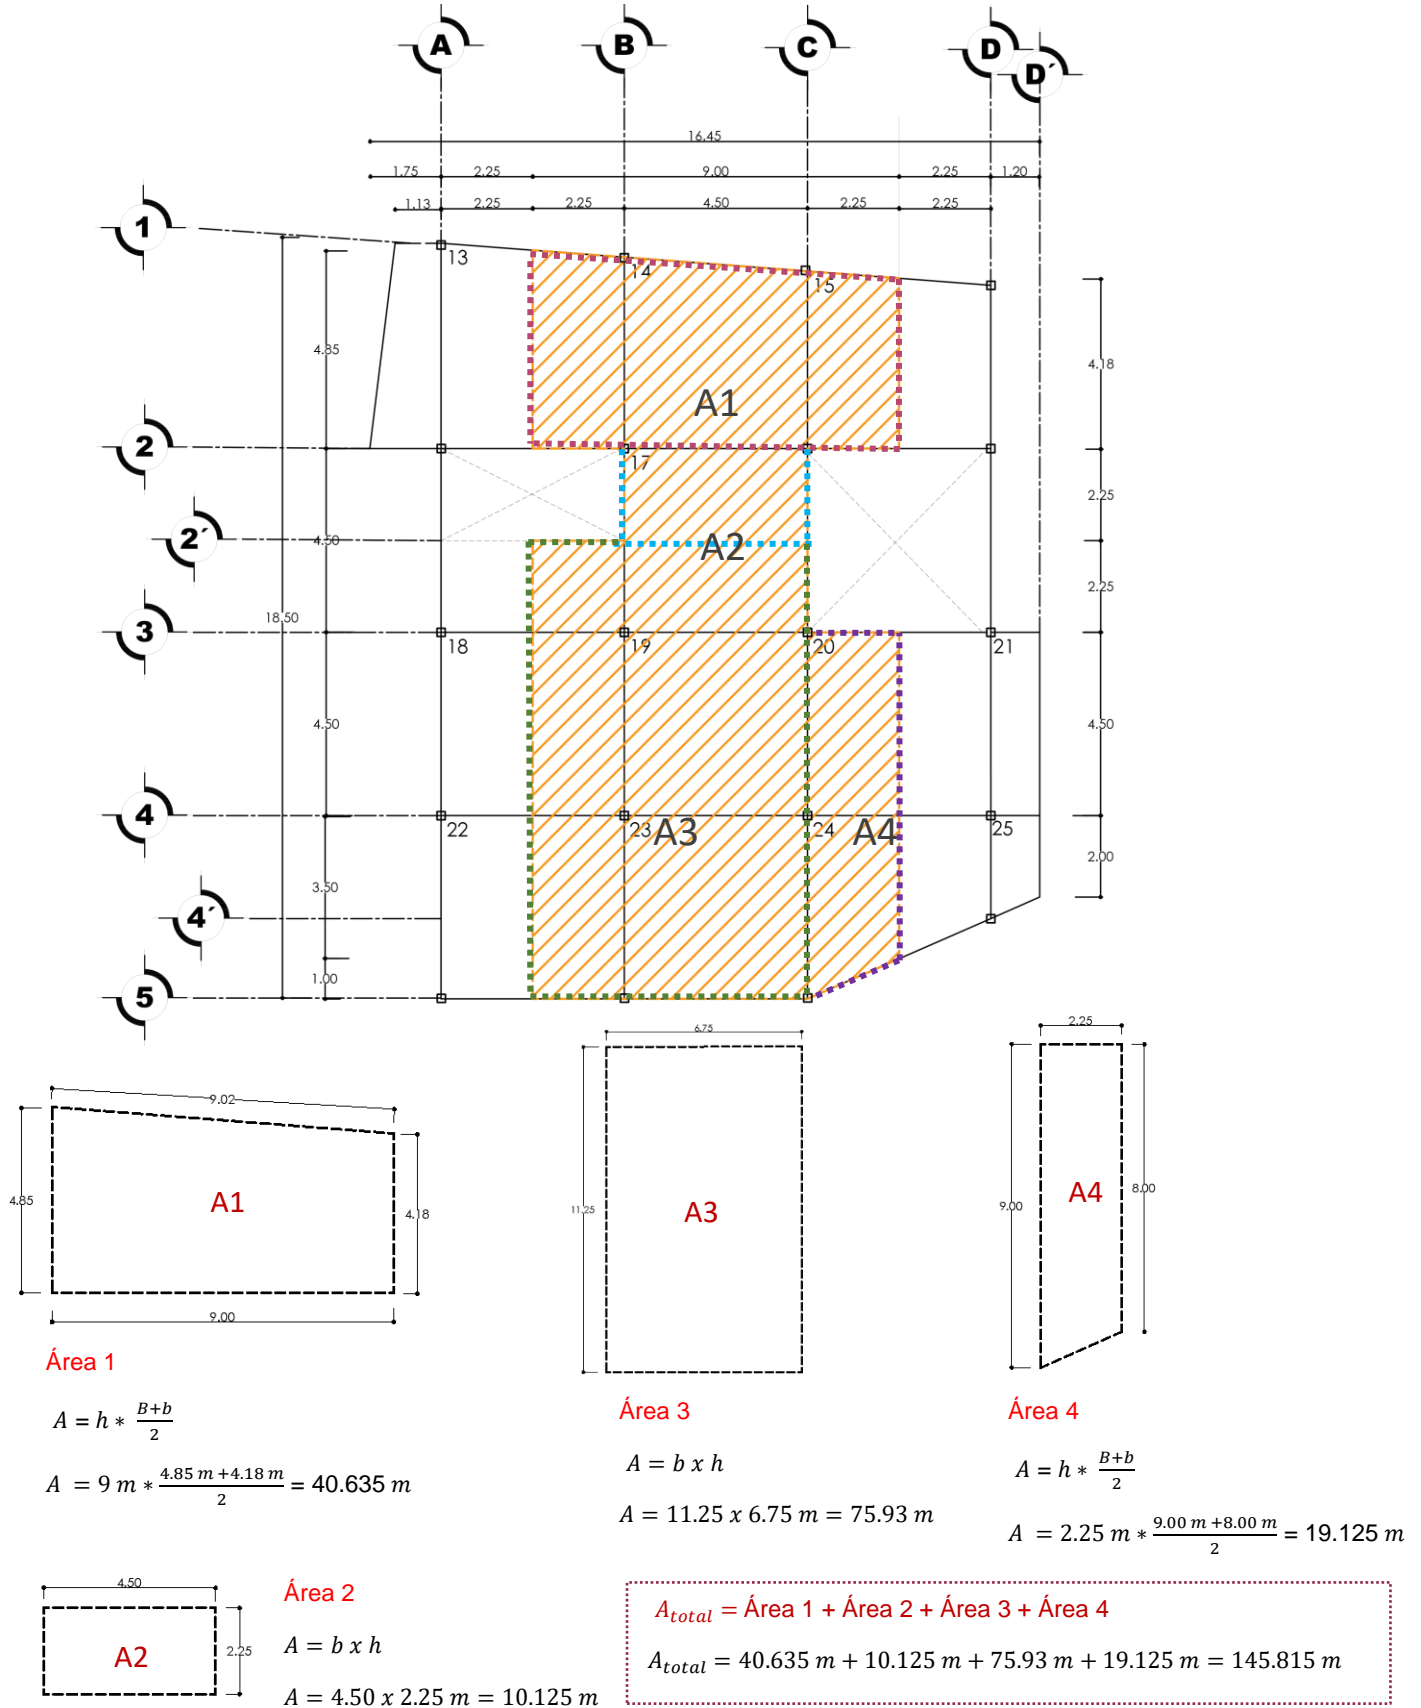 A B C D D´
16.45
1.75 2.25 9.00 2.25 1.20
1.13 2.25 2.25 4.50 2.25 2.25
1
13
14
15
4.85
4.18
A1
2
17
2.25
2´
4.50
A2
2.25
18.50
3
18 19 20 21
4.50
4.50
4
22 23 A3 24 A4 25
2.00
3.50
4´
1.00
5
9.02
4.85
A1
4.18
9.00
Área 1
A = h ∗ \frac{B+b}{2}
A = 9 m ∗ \frac{4.85 m +4.18 m}{2} = 40.635 m
4.50
A2
2.25
Área 2
A = b x h
A = 4.50 x 2.25 m = 10.125 m
6.75
11.25
A3
Área 3
A = b x h
A = 11.25 x 6.75 m = 75.93 m
2.25
9.00
A4
8.00
Área 4
A = h ∗ \frac{B+b}{2}
A = 2.25 m ∗ \frac{9.00 m +8.00 m}{2} = 19.125 m
A_{total} = Área 1 + Área 2 + Área 3 + Área 4
A_{total} = 40.635 m + 10.125 m + 75.93 m + 19.125 m = 145.815 m